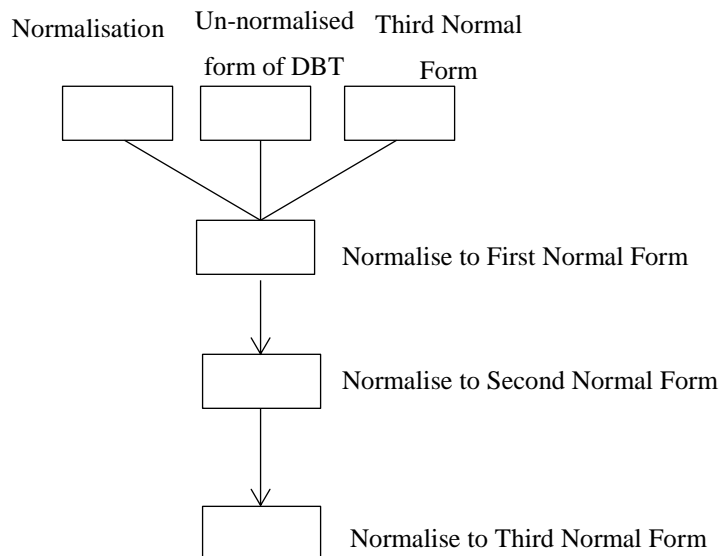 Normalisation
Un-normalised
form of DBT
Third Normal
Form
Normalise to First Normal Form
Normalise to Second Normal Form
Normalise to Third Normal Form